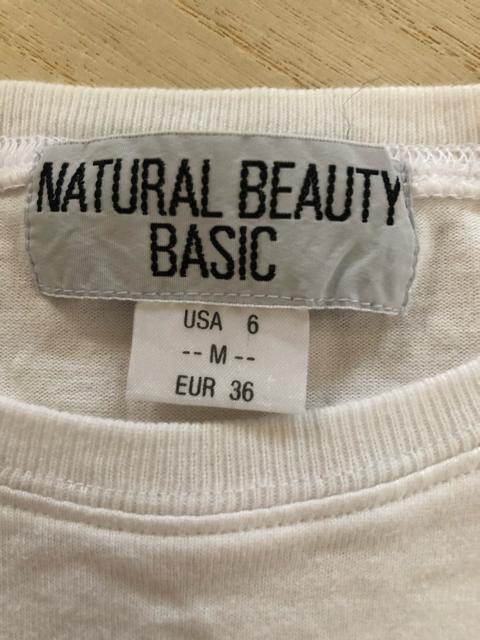 NATURAL BEAUTY
BASIC
USA 6
-- M --
EUR 36